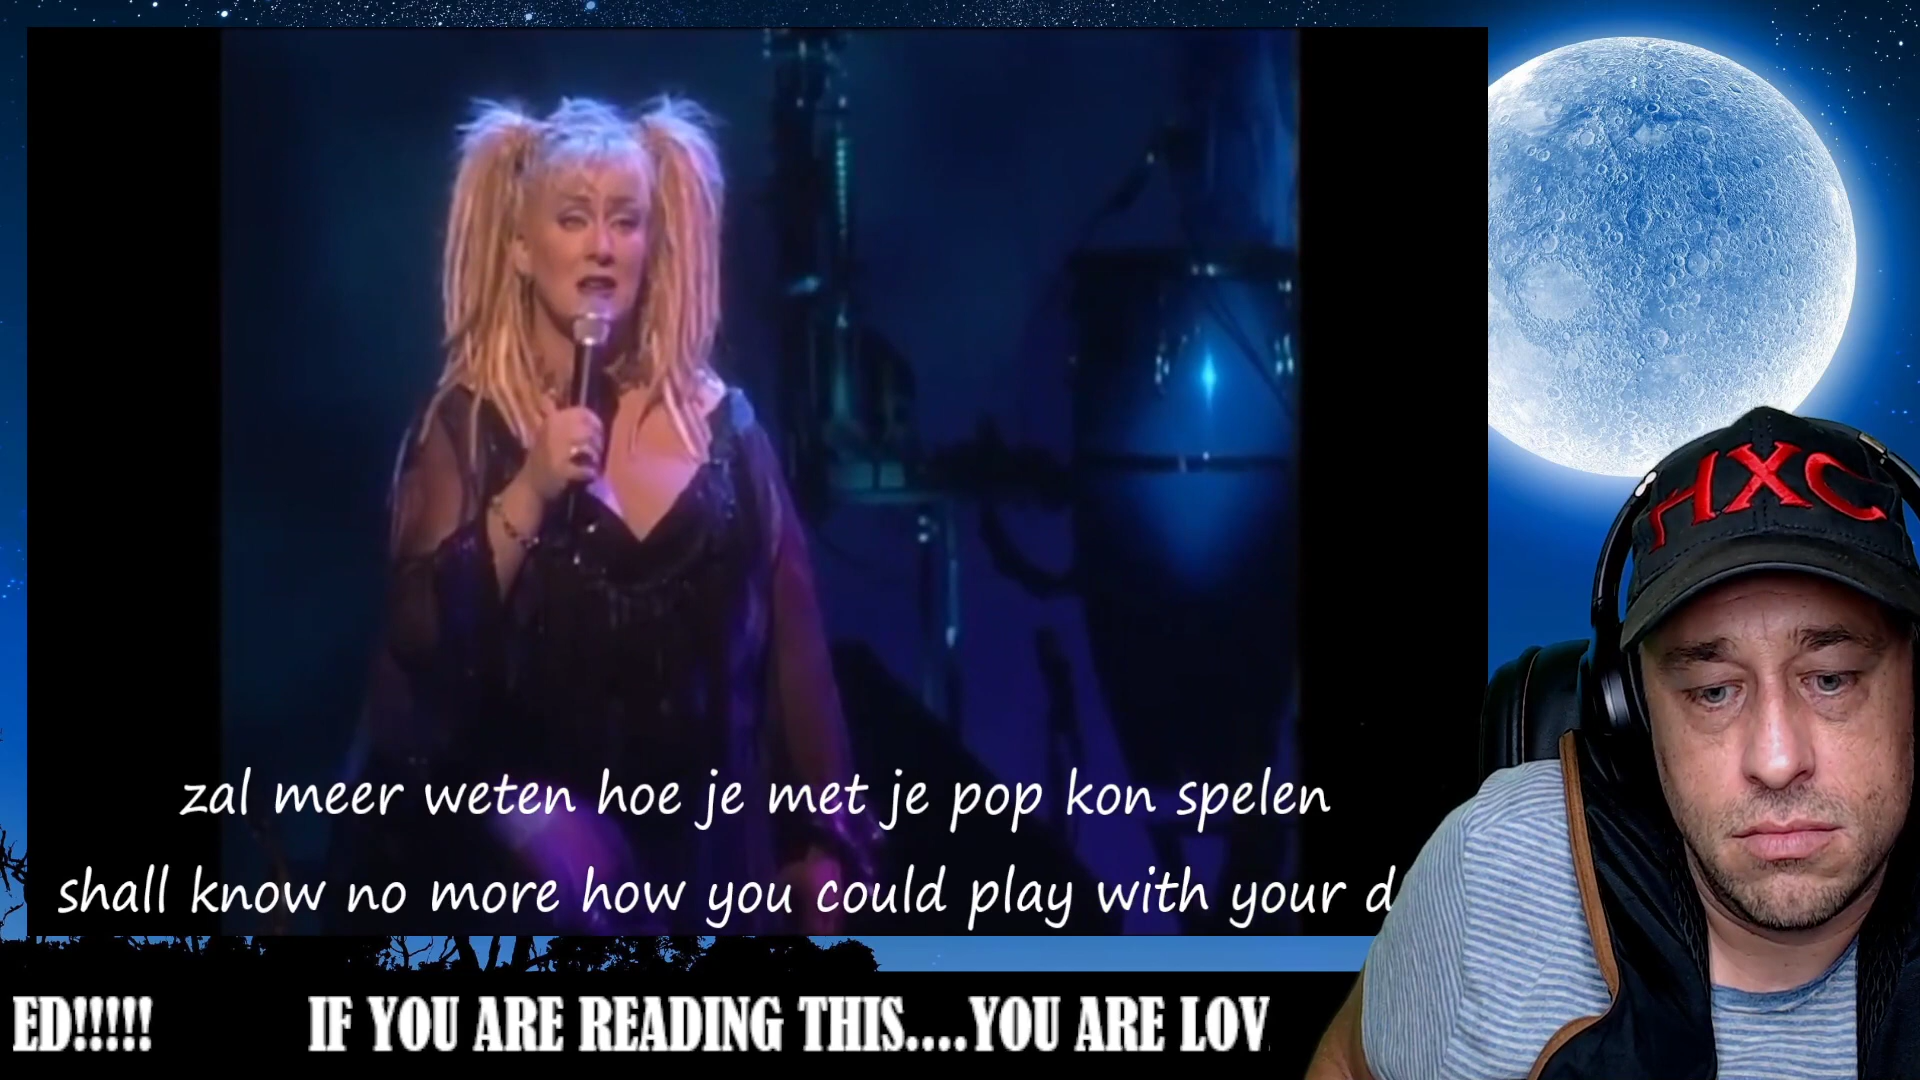 HXC
zal meer weten hoe je met je pop kon spelen
shall know no more how you could play with your d
ED!!!!! IF YOU ARE READING THIS....YOU ARE LOV